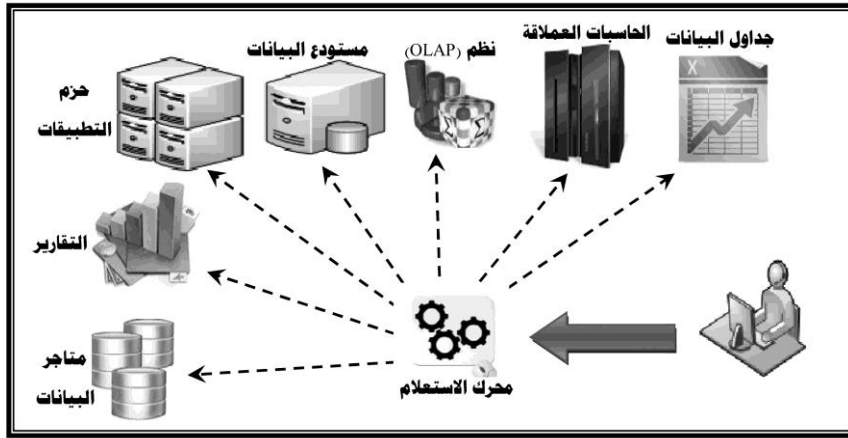 جداول البيانات
الحاسبات العملاقة
نظم (OLAP)
مستودع البيانات
حزم
التطبيقات
التقارير
متاجر
البيانات
محرك الاستعلام